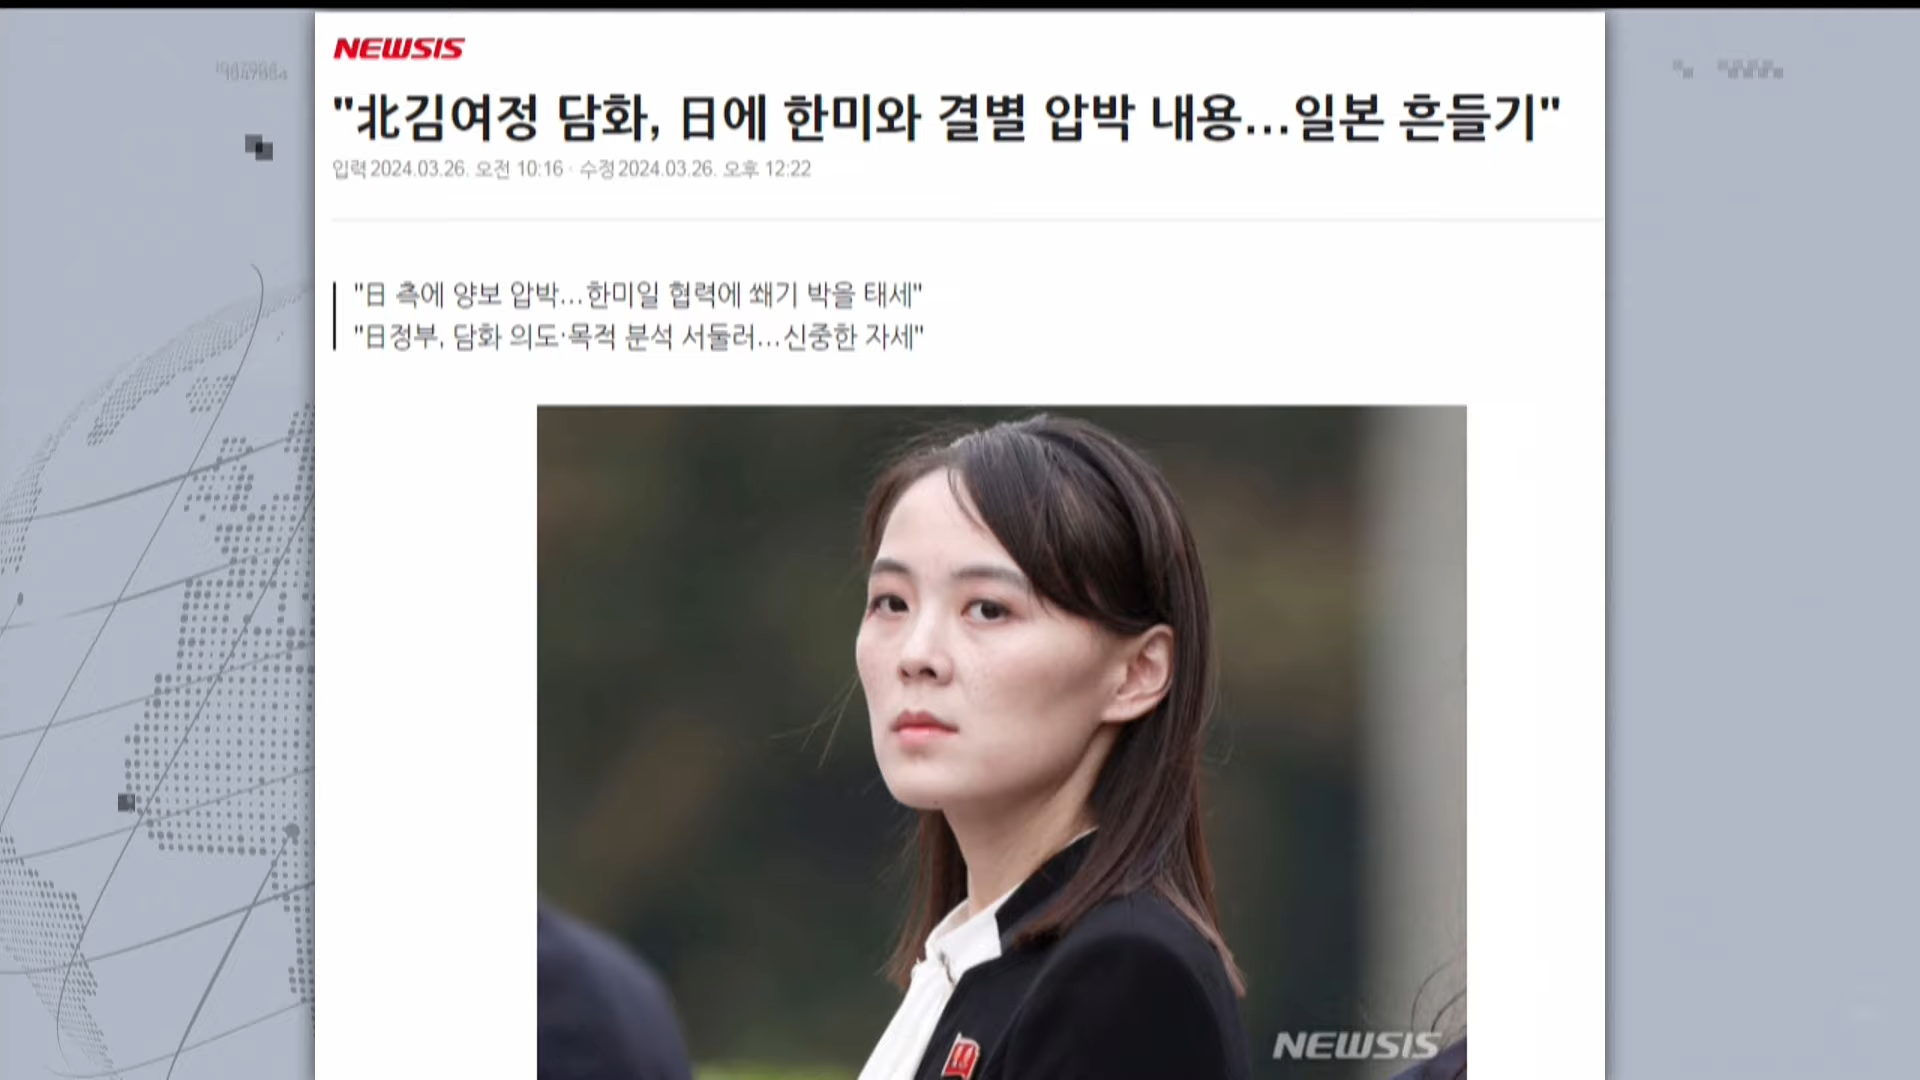 1047954
NEWSIS
"北김여정 담화, 日에 한미와 결별 압박 내용...일본 흔들기"
입력 2024.03.26. 오전 10:16 · 수정 2024.03.26. 오후 12:22
"日 측에 양보 압박...한미일 협력에 쐐기 박을 태세"
"日정부, 담화 의도·목적 분석 서둘러...신중한 자세"
NEWSIS